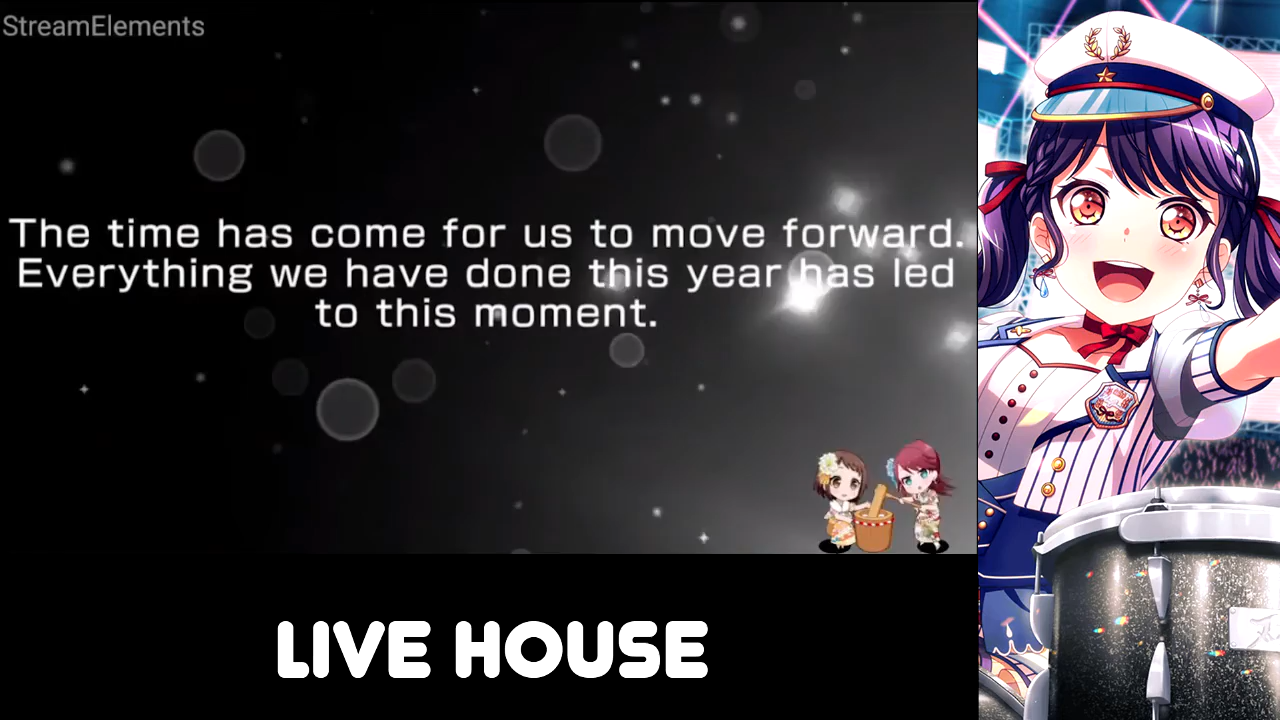 StreamElements
The time has come for us to move forward.
Everything we have done this year has led
to this moment.
LIVE HOUSE